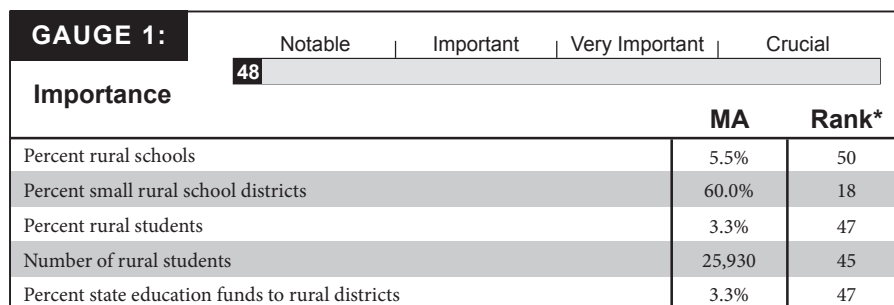 GAUGE 1:
Notable | Important | Very Important | Crucial
48
Importance
MA Rank*
Percent rural schools 5.5% 50
Percent small rural school districts 60.0% 18
Percent rural students 3.3% 47
Number of rural students 25,930 45
Percent state education funds to rural districts 3.3% 47